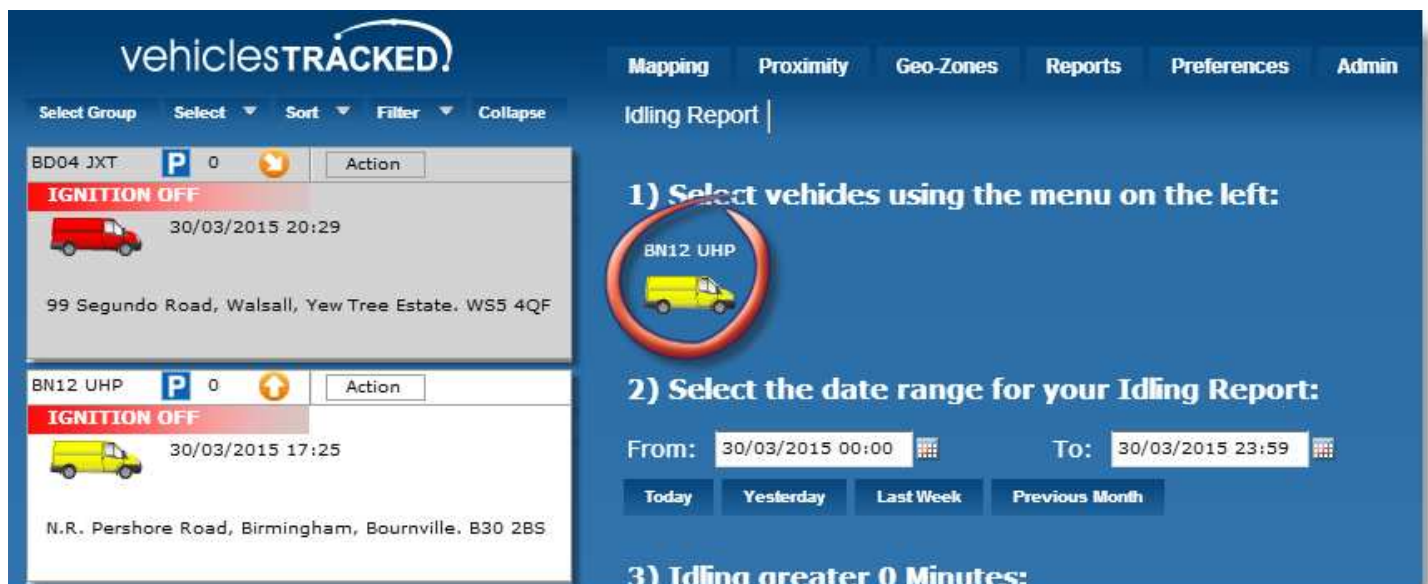 vehiclesTRACKED
Mapping Proximity Geo-Zones Reports Preferences Admin
Select Group Select Sort Filter Collapse
Idling Report
BD04 JXT P 0 Action
IGNITION OFF
30/03/2015 20:29
99 Segundo Road, Walsall, Yew Tree Estate. WS5 4QF
BN12 UHP P 0 Action
IGNITION OFF
30/03/2015 17:25
N.R. Pershore Road, Birmingham, Bournville. B30 2BS
1) Select vehicles using the menu on the left:
BN12 UHP
2) Select the date range for your Idling Report:
From: 30/03/2015 00:00 To: 30/03/2015 23:59
Today Yesterday Last Week Previous Month
3) Idling greater 0 Minutes: